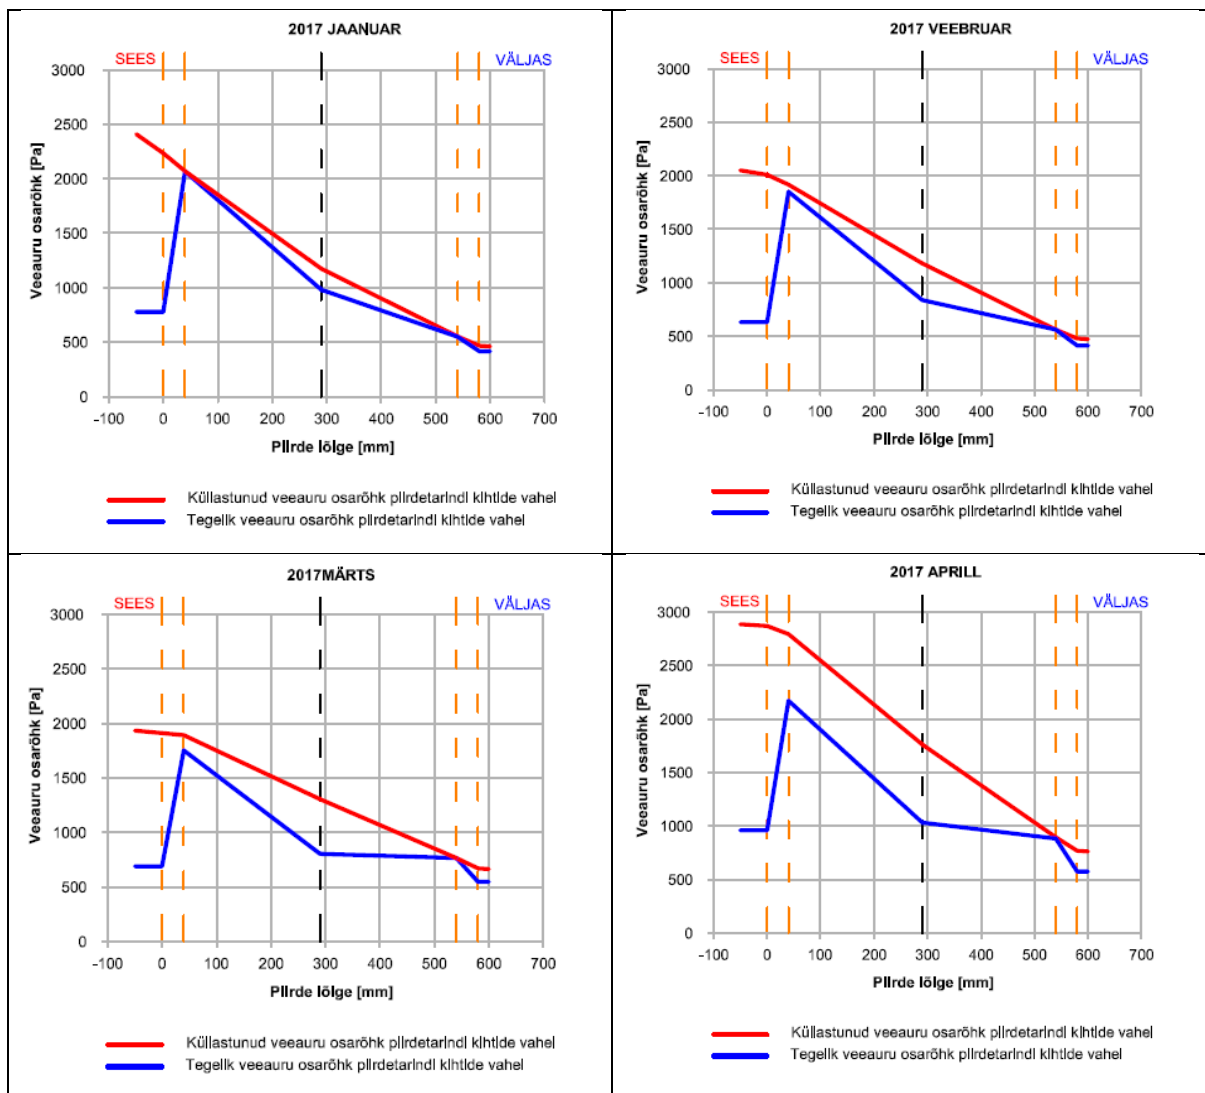 2017 JAANUAR
SEES
VÄLJAS
Veeauru osarõhk [Pa]
3000
2500
2000
1500
1000
500
0
-100 0 100 200 300 400 500 600 700
Piirde lõige [mm]
Küllastunud veeauru osarõhk piirdetarindi kihtide vahel
Tegelik veeauru osarõhk piirdetarindi kihtide vahel
2017 VEEBRUAR
SEES
VÄLJAS
Veeauru osarõhk [Pa]
3000
2500
2000
1500
1000
500
0
-100 0 100 200 300 400 500 600 700
Piirde lõige [mm]
Küllastunud veeauru osarõhk piirdetarindi kihtide vahel
Tegelik veeauru osarõhk piirdetarindi kihtide vahel
2017MÄRTS
SEES
VÄLJAS
Veeauru osarõhk [Pa]
3000
2500
2000
1500
1000
500
0
-100 0 100 200 300 400 500 600 700
Piirde lõige [mm]
Küllastunud veeauru osarõhk piirdetarindi kihtide vahel
Tegelik veeauru osarõhk piirdetarindi kihtide vahel
2017 APRILL
SEES
VÄLJAS
Veeauru osarõhk [Pa]
3000
2500
2000
1500
1000
500
0
-100 0 100 200 300 400 500 600 700
Piirde lõige [mm]
Küllastunud veeauru osarõhk piirdetarindi kihtide vahel
Tegelik veeauru osarõhk piirdetarindi kihtide vahel